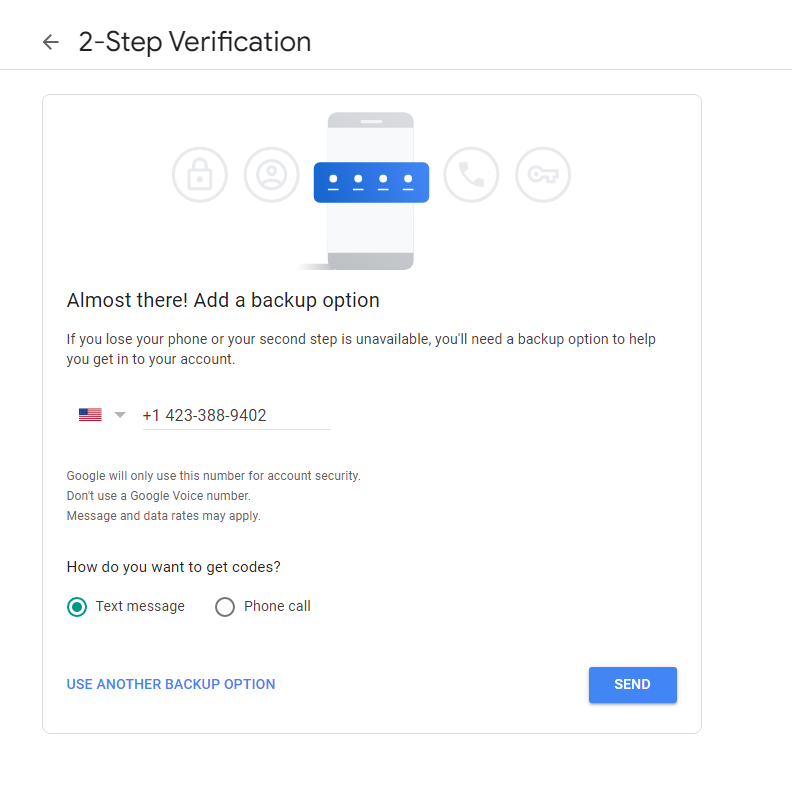 2-Step Verification
Almost there! Add a backup option
If you lose your phone or your second step is unavailable, you'll need a backup option to help
you get in to your account.
+1 423-388-9402
Google will only use this number for account security.
Don't use a Google Voice number.
Message and data rates may apply.
How do you want to get codes?
Text message Phone call
USE ANOTHER BACKUP OPTION SEND